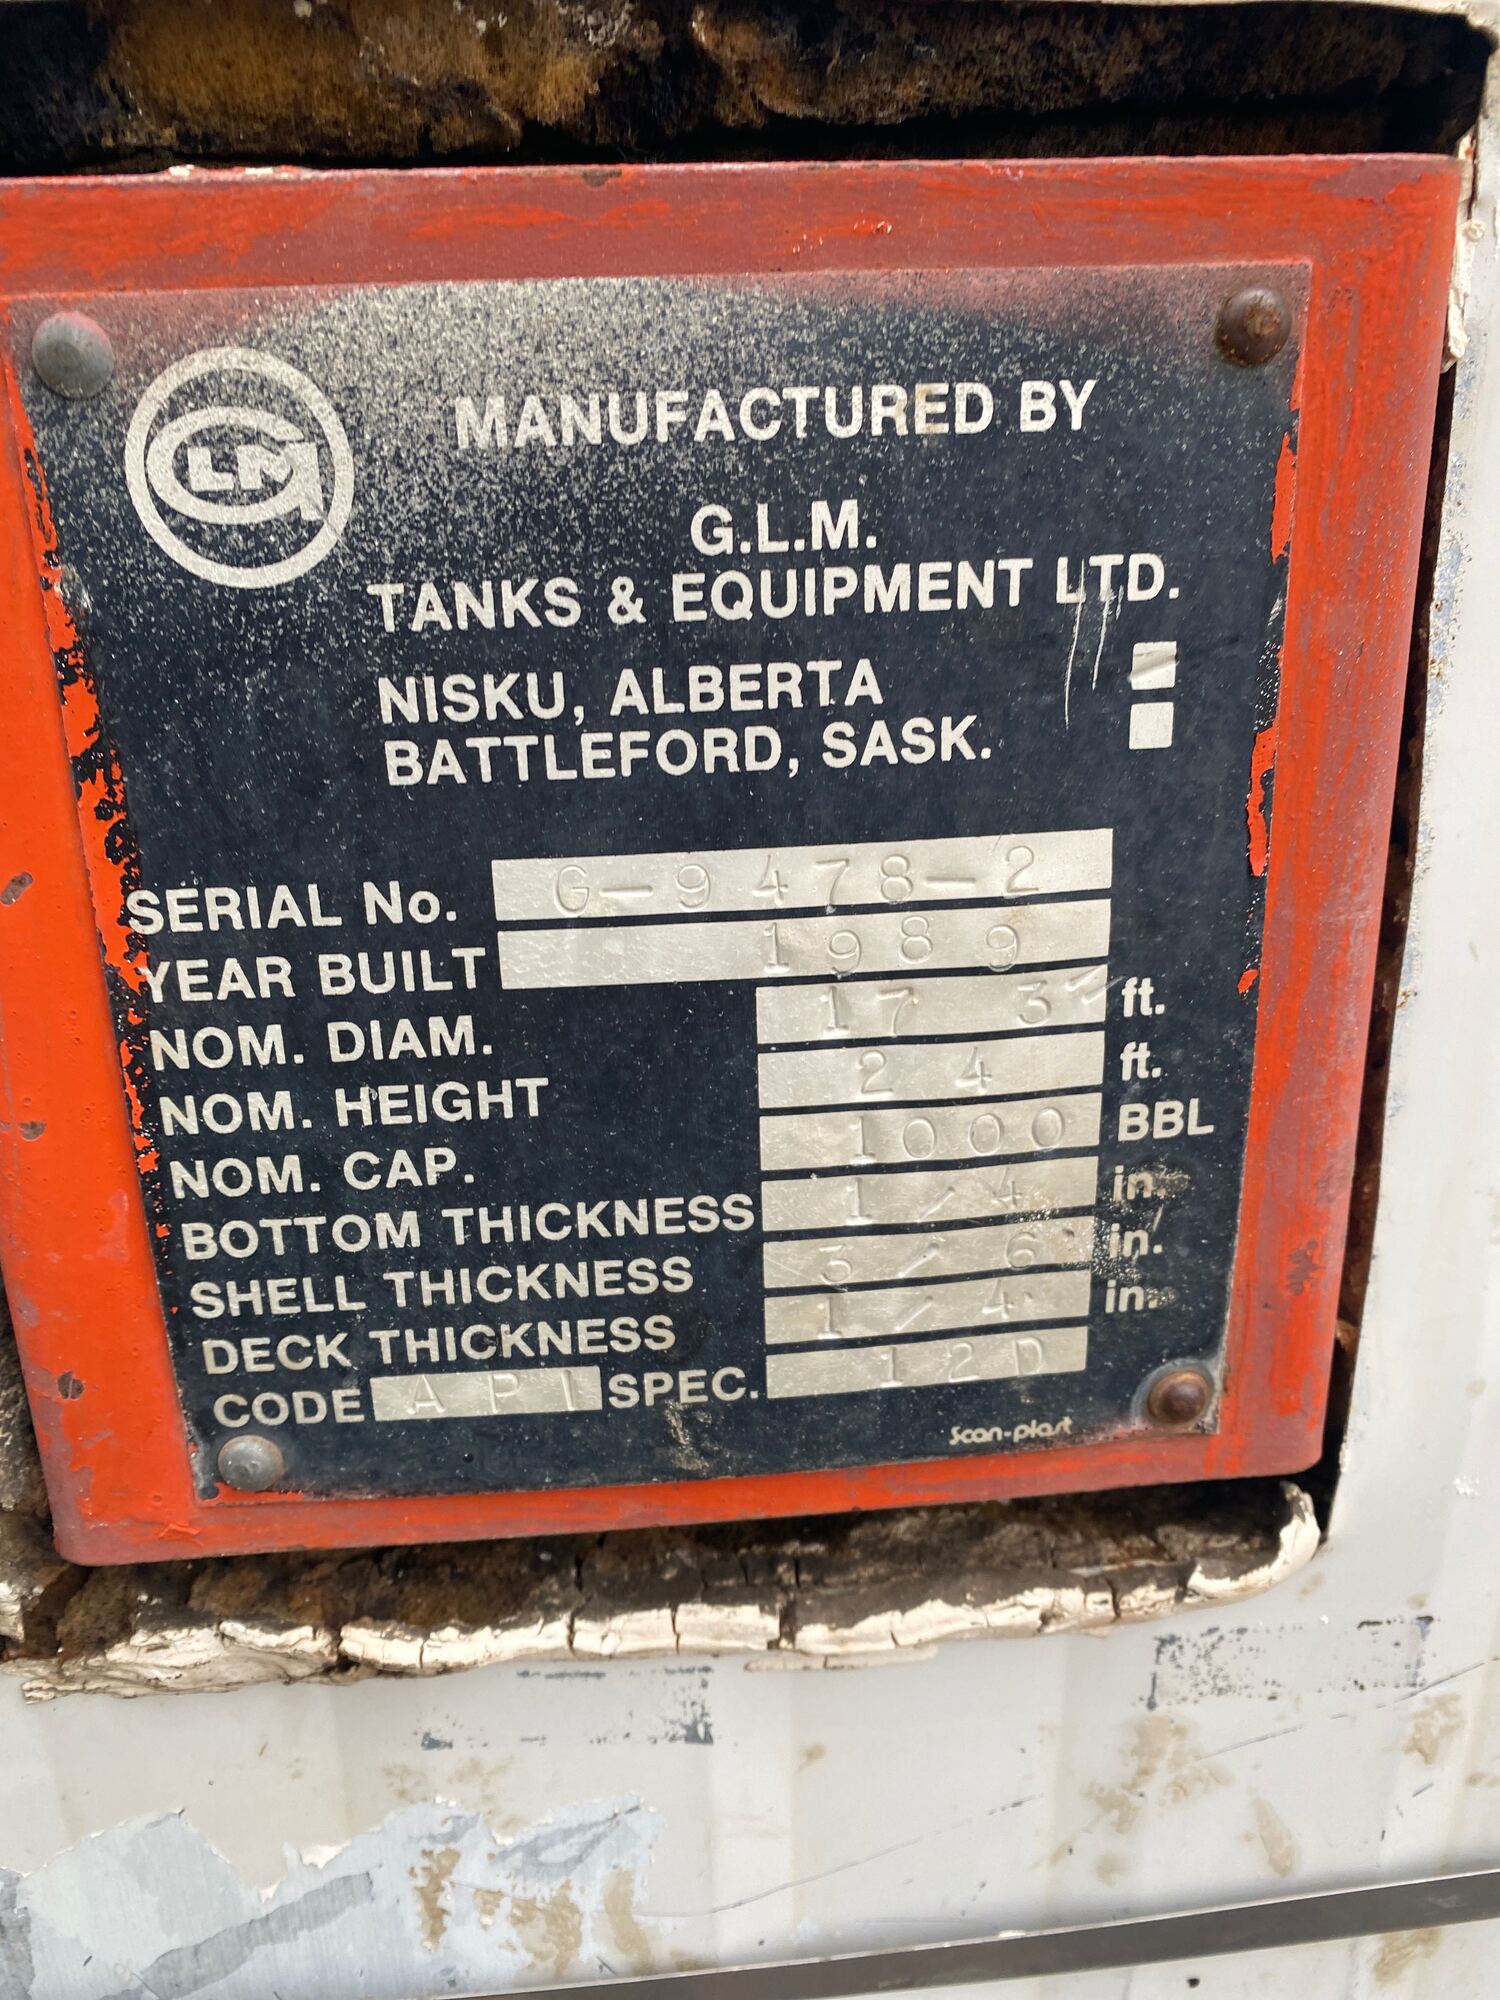 GLM
MANUFACTURED BY
G.L.M.
TANKS & EQUIPMENT LTD.
NISKU, ALBERTA
BATTLEFORD, SASK.
SERIAL No. G-9478-2
YEAR BUILT 1989
NOM. DIAM. 17 3" ft.
NOM. HEIGHT 24 ft.
NOM. CAP. 1000 BBL
BOTTOM THICKNESS 1/4 in.
SHELL THICKNESS 3/6 in.
DECK THICKNESS 1/4 in.
CODE API SPEC. 12D
Scan-plast